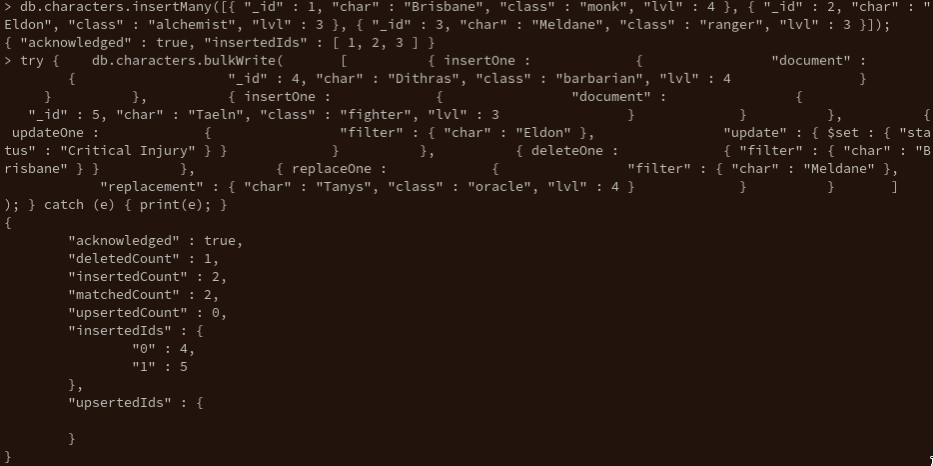 > db.characters.insertMany([{ "_id" : 1, "char" : "Brisbane", "class" : "monk", "lvl" : 4 }, { "_id" : 2, "char" : "
Eldon", "class" : "alchemist", "lvl" : 3 }, { "_id" : 3, "char" : "Meldane", "class" : "ranger", "lvl" : 3 }]);
{ "acknowledged" : true, "insertedIds" : [ 1, 2, 3 ] }
> try {    db.characters.bulkWrite(       [          { insertOne :             {                "document" :
        {                   "_id" : 4, "char" : "Dithras", "class" : "barbarian", "lvl" : 4                }
     }          },          { insertOne :             {                "document" :                {
   "_id" : 5, "char" : "Taeln", "class" : "fighter", "lvl" : 3                }             }          },          {
 updateOne :             {                "filter" : { "char" : "Eldon" },                "update" : { $set : { "sta
tus" : "Critical Injury" } }             }          },          { deleteOne :             { "filter" : { "char" : "B
risbane" } }          },          { replaceOne :             {                "filter" : { "char" : "Meldane" },
            "replacement" : { "char" : "Tanys", "class" : "oracle", "lvl" : 4 }             }          }       ]
); } catch (e) { print(e); }
{
        "acknowledged" : true,
        "deletedCount" : 1,
        "insertedCount" : 2,
        "matchedCount" : 2,
        "upsertedCount" : 0,
        "insertedIds" : {
                "0" : 4,
                "1" : 5
        },
        "upsertedIds" : {

        }
}